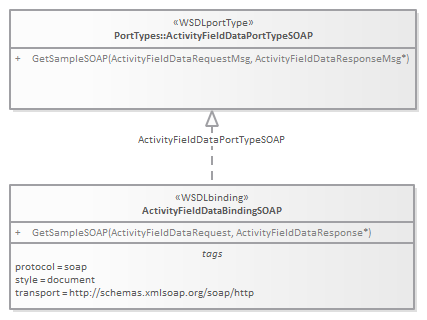 «WSDLportType»
PortTypes::ActivityFieldDataPortTypeSOAP
+ GetSampleSOAP(ActivityFieldDataRequestMsg, ActivityFieldDataResponseMsg*)
ActivityFieldDataPortTypeSOAP
«WSDLbinding»
ActivityFieldDataBindingSOAP
+ GetSampleSOAP(ActivityFieldDataRequest, ActivityFieldDataResponse*)
tags
protocol = soap
style = document
transport = http://schemas.xmlsoap.org/soap/http